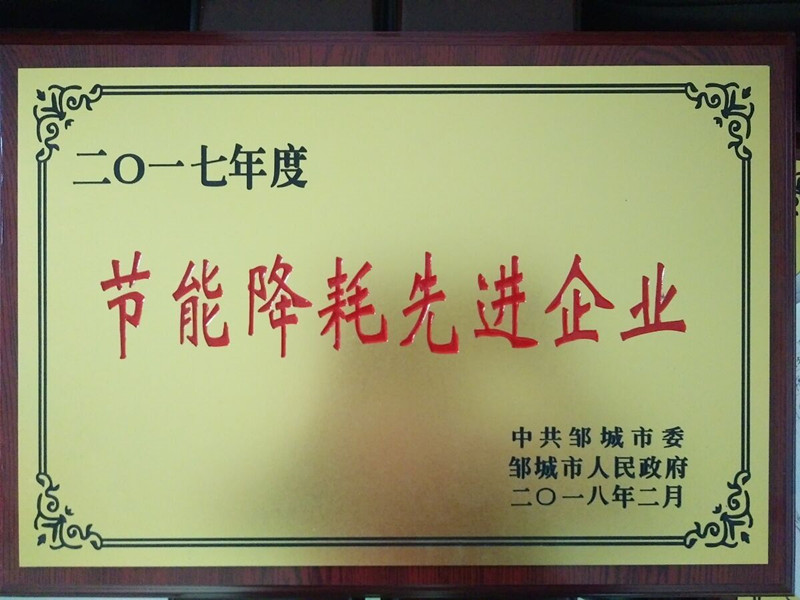 二〇一七年度
节能降耗先进企业
中共邹城市委
邹城市人民政府
二〇一八年二月